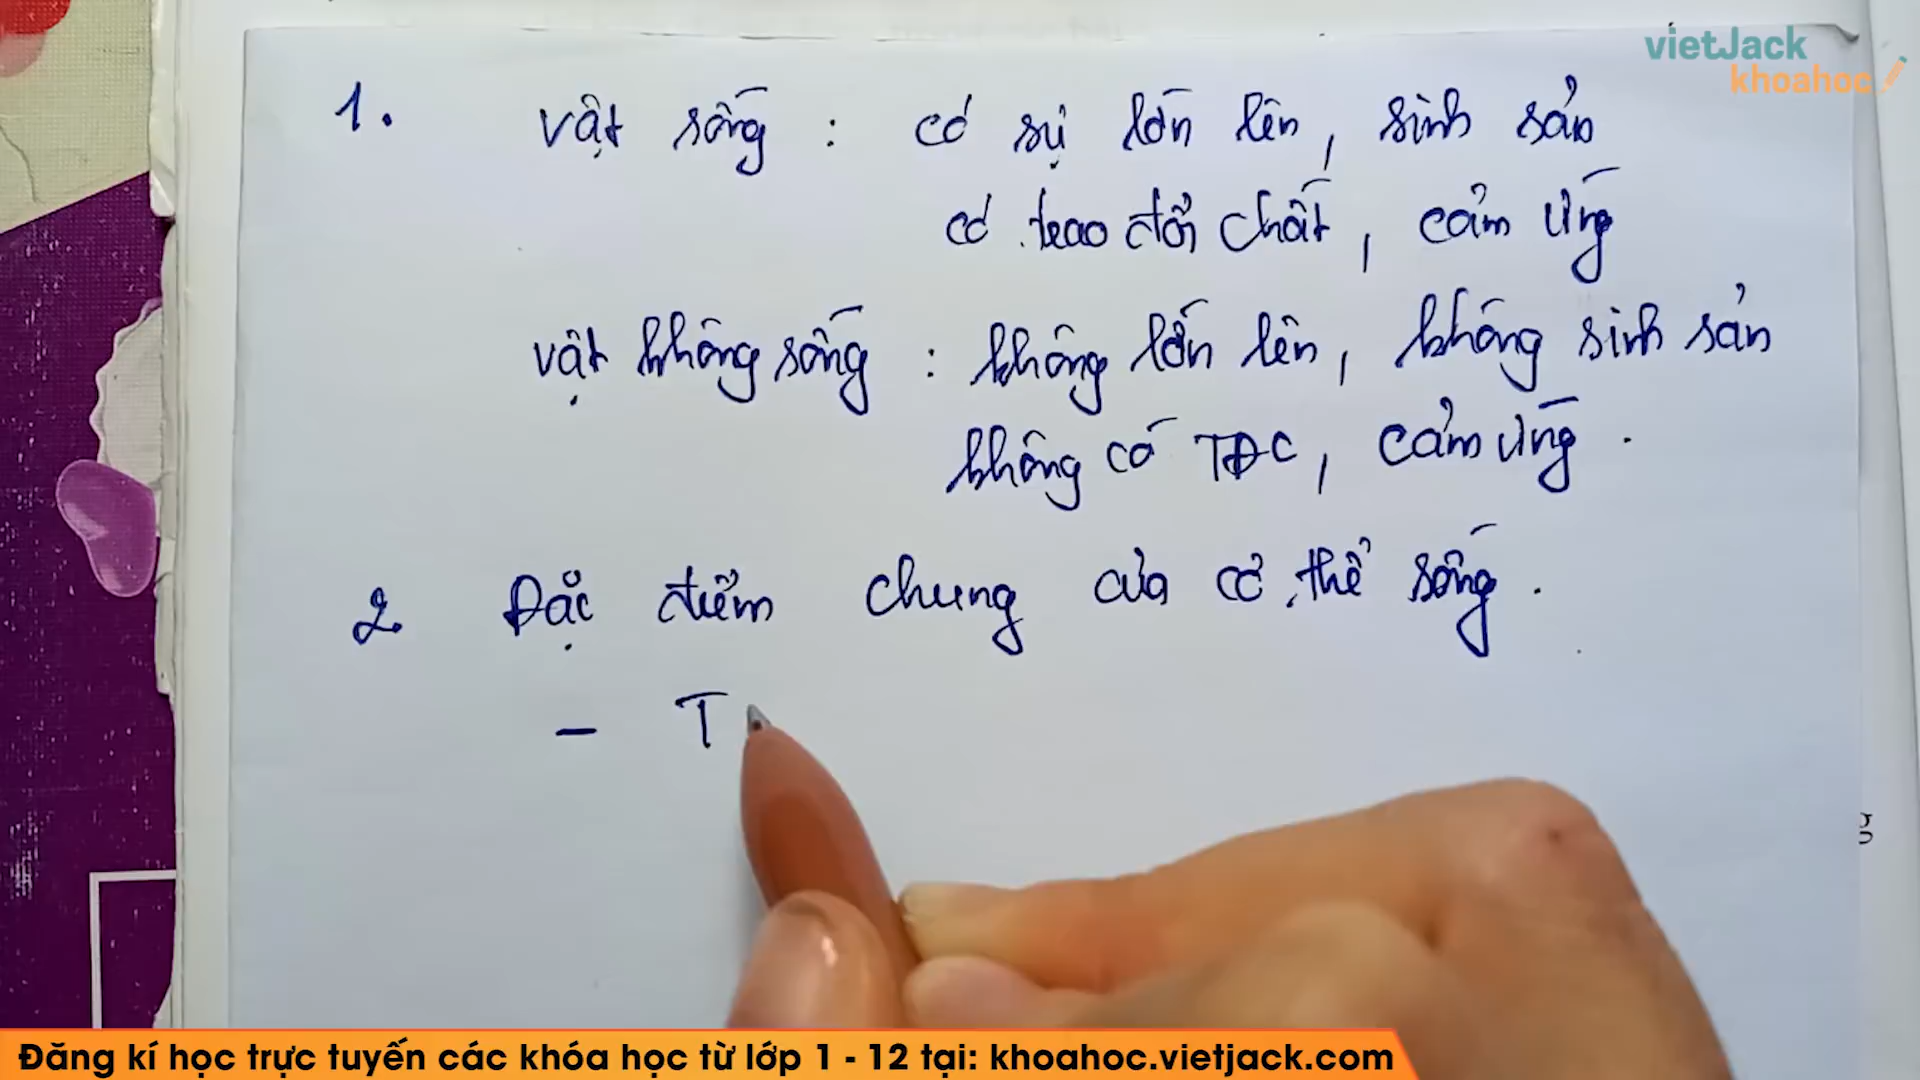 vietJack
khoahoc
1. vật sống : có sự lớn lên, sinh sản
có trao đổi chất, cảm ứng
vật không sống : không lớn lên, không sinh sản
không có TĐC, cảm ứng.
2 Đặc điểm chung của cơ thể sống.
- T
g
Đăng kí học trực tuyến các khóa học từ lớp 1 - 12 tại: khoahoc.vietjack.com